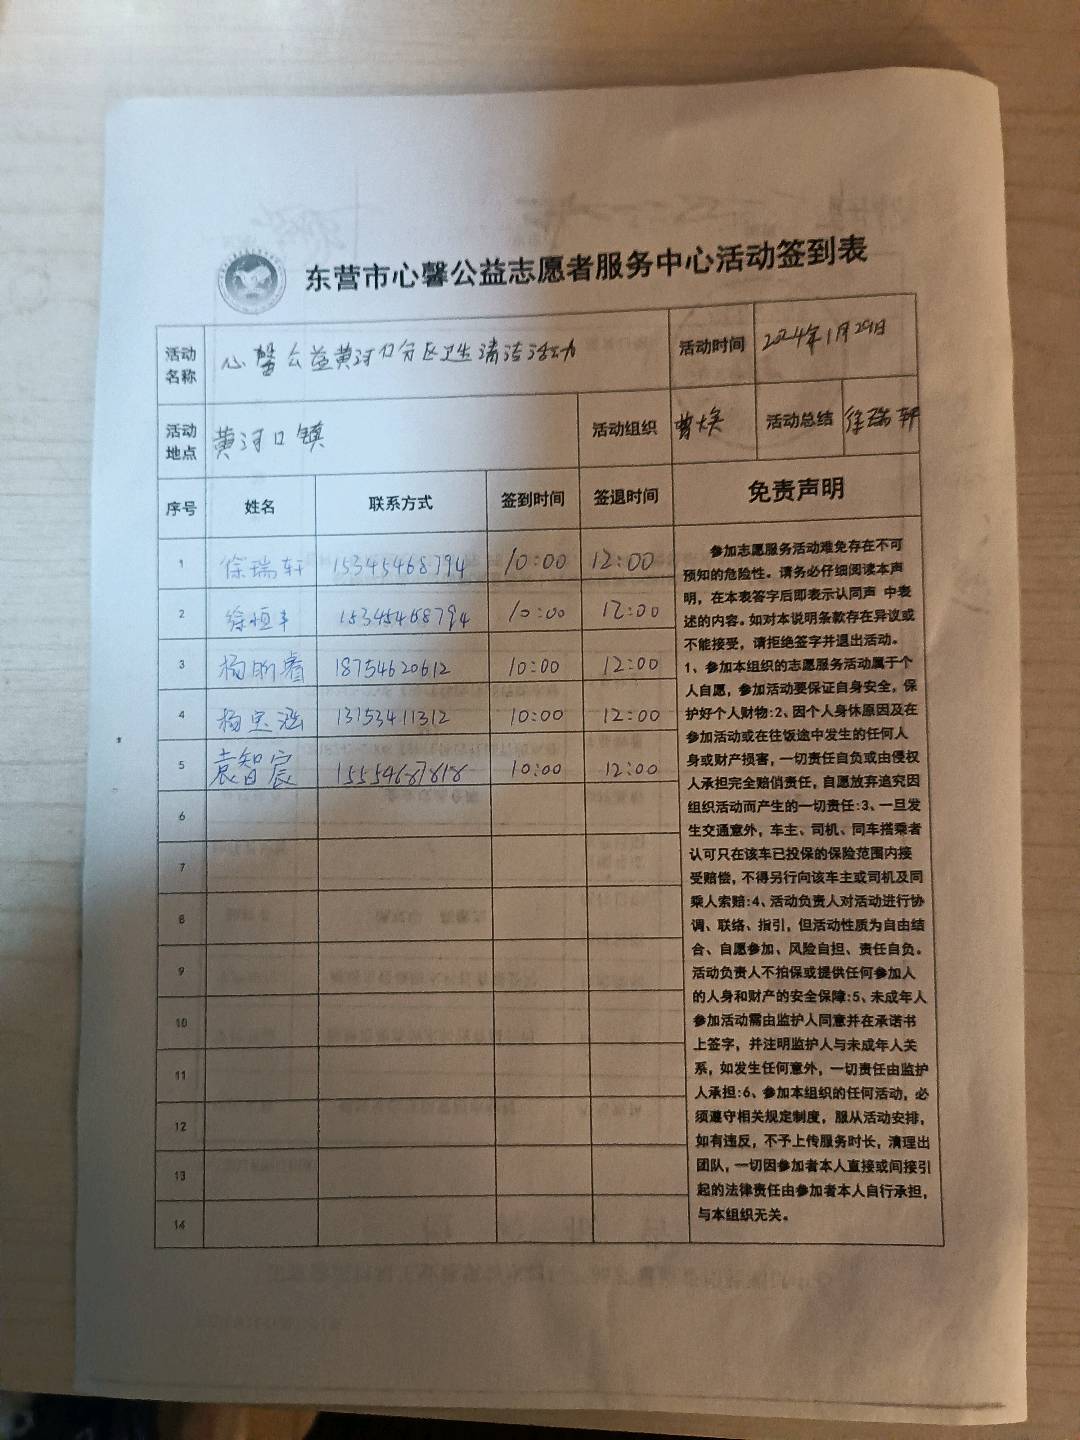 东营市心馨公益志愿者服务中心活动签到表
活动名称 心馨公益黄河口分区卫生清洁活动 活动时间 2024年1月29日
活动地点 黄河口镇 活动组织 曹焕 活动总结 徐瑞轩
序号 姓名 联系方式 签到时间 签退时间 免责声明
1 徐瑞轩 15345468794 10:00 12:00
2 徐恒丰 15345468794 10:00 12:00
3 杨昕睿 18754620612 10:00 12:00
4 杨宝泓 13753411312 10:00 12:00
5 袁智宸 15554687818 10:00 12:00
6
7
8
9
10
11
12
13
14
参加志愿服务活动难免存在不可
预知的危险性。请务必仔细阅读本声
明，在本表签字后即表示认同声 中表
述的内容。如对本说明条款存在异议或
不能接受，请拒绝签字并退出活动。
1、参加本组织的志愿服务活动属于个
人自愿，参加活动要保证自身安全，保
护好个人财物:2、因个人身休原因及在
参加活动或在往饭途中发生的任何人
身或财产损害，一切责任自负或由侵权
人承担完全赔俏责任，自愿放弃追究因
组织活动而产生的一切责任:3、一旦发
生交通意外，车主、司机、同车搭乘者
认可只在该车已投保的保险范围内接
受赔偿，不得另行向该车主或司机及同
乘人索赔:4、活动负责人对活动进行协
调、联络、指引，但活动性质为自由结
合、自愿参加、风险自担、责任自负。
活动负责人不拍保或提供任何参加人
的人身和财产的安全保障:5、未成年人
参加活动需由监护人同意并在承诺书
上签字，并注明监护人与未成年人关
系，如发生任何意外，一切责任由监护
人承担:6、参加本组织的任何活动，必
须遵守相关规定制度，服从活动安排，
如有违反，不予上传服务时长，清理出
团队，一切因参加者本人直接或间接引
起的法律责任由参加者本人自行承担，
与本组织无关。